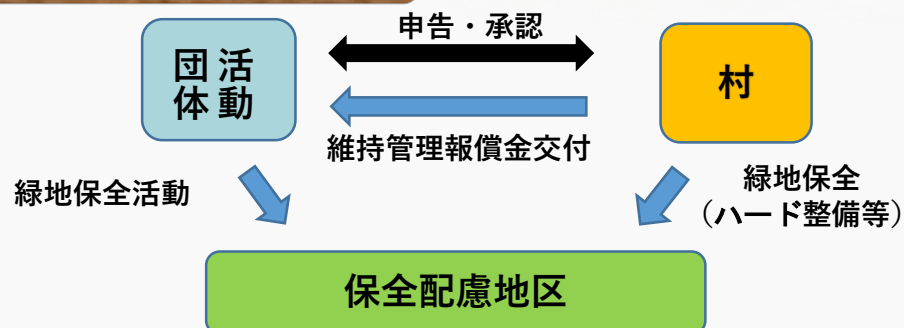 申告・承認
活動
団体
村
維持管理報償金交付
緑地保全活動
緑地保全
（ハード整備等）
保全配慮地区